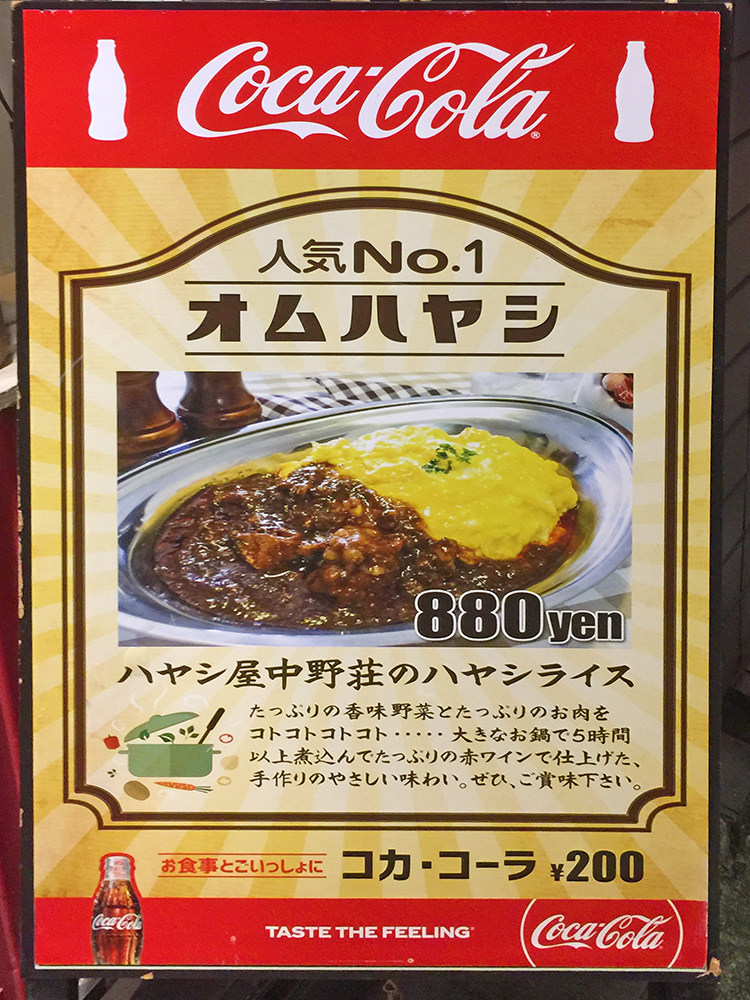 Coca-Cola
人気No.1
オムハヤシ
880yen
ハヤシ屋中野荘のハヤシライス
たっぷりの香味野菜とたっぷりのお肉を
コトコトコトコト・・・・・大きなお鍋で5時間
以上煮込んでたっぷりの赤ワインで仕上げた、
手作りのやさしい味わい。ぜひ、ご賞味下さい。
お食事とごいっしょに コカ・コーラ ¥200
Coca-Cola
TASTE THE FEELING
Coca-Cola